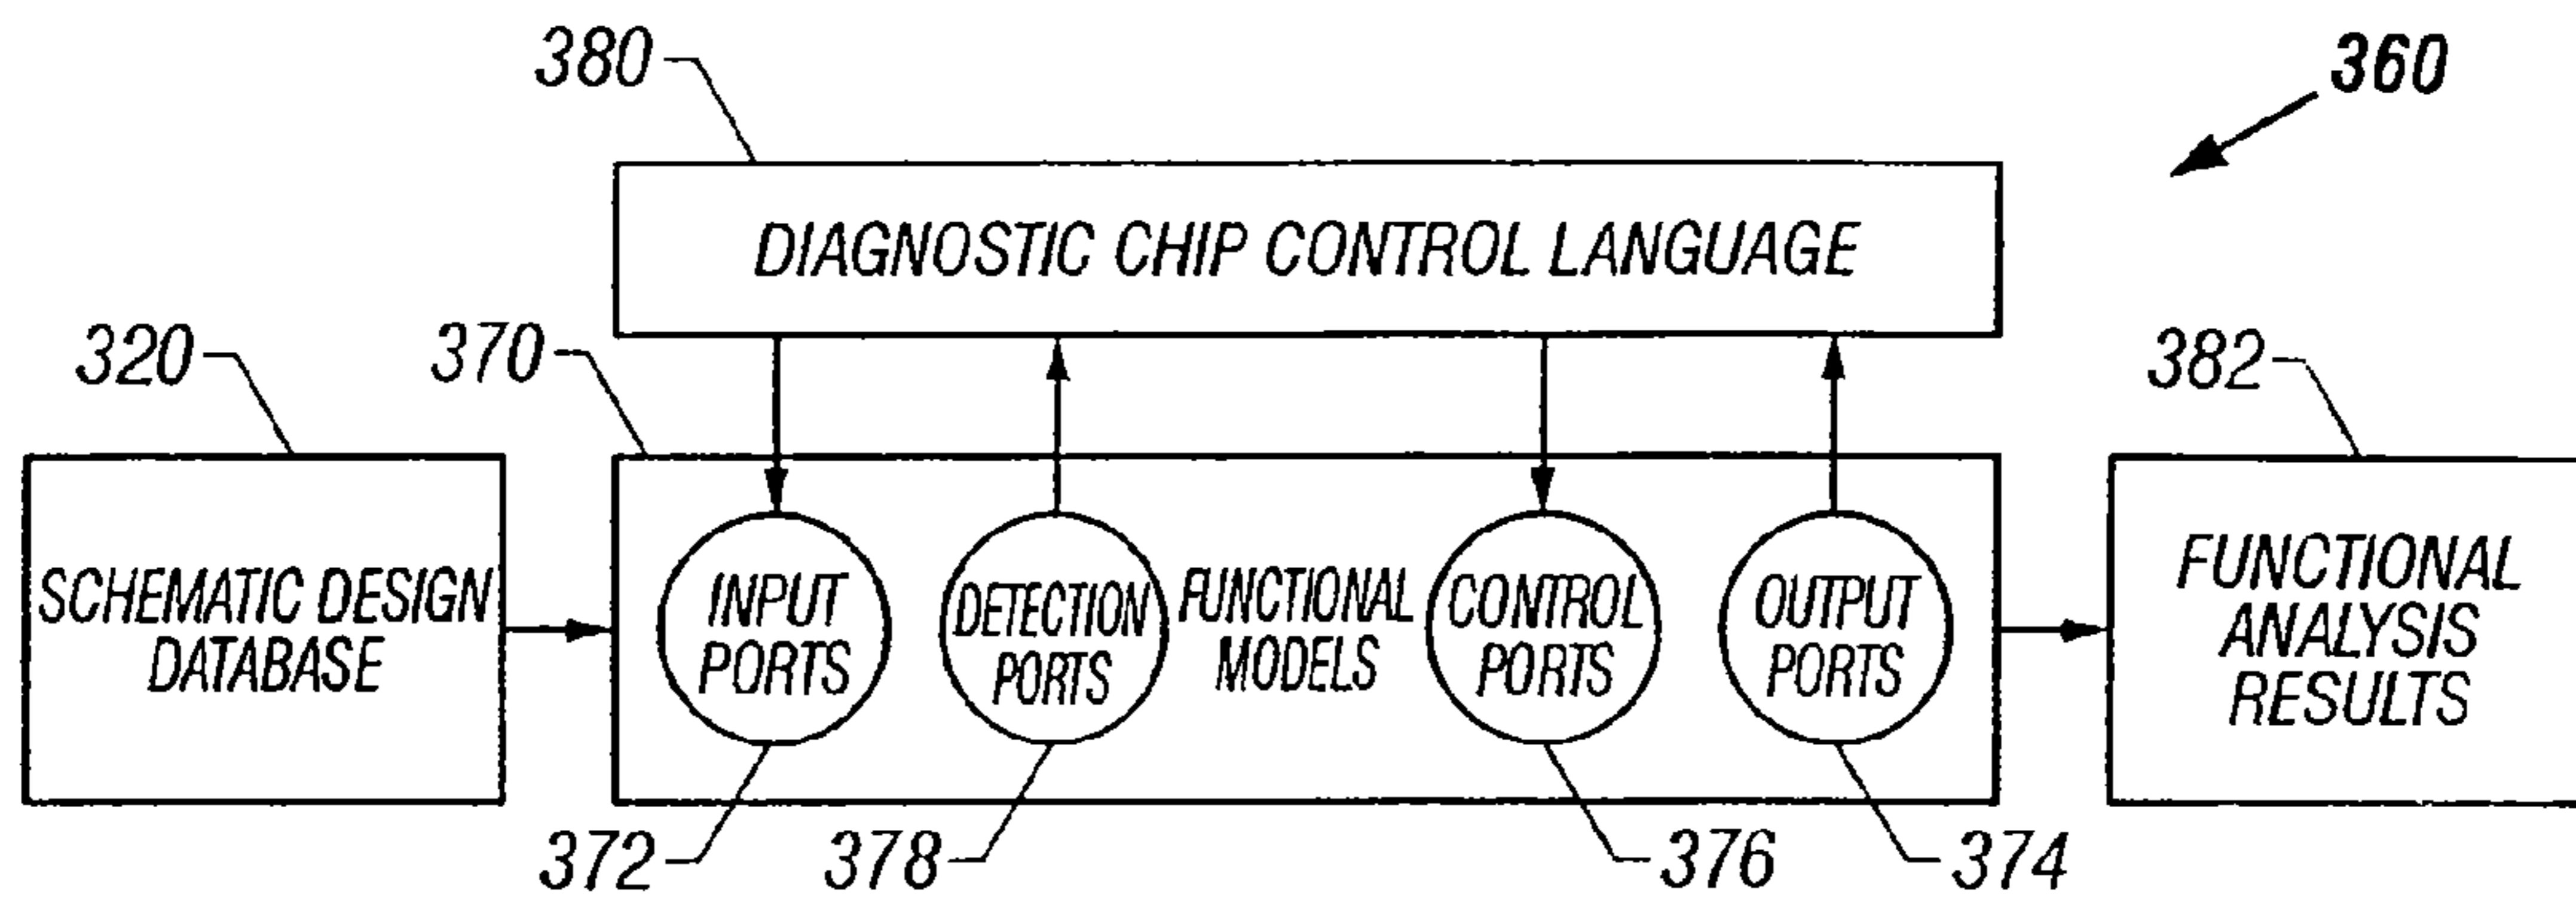 380
360
DIAGNOSTIC CHIP CONTROL LANGUAGE
320
370
382
SCHEMATIC DESIGN
DATABASE
INPUT
PORTS
DETECTION
PORTS
FUNCTIONAL
MODELS
CONTROL
PORTS
OUTPUT
PORTS
FUNCTIONAL
ANALYSIS
RESULTS
372
378
376
374